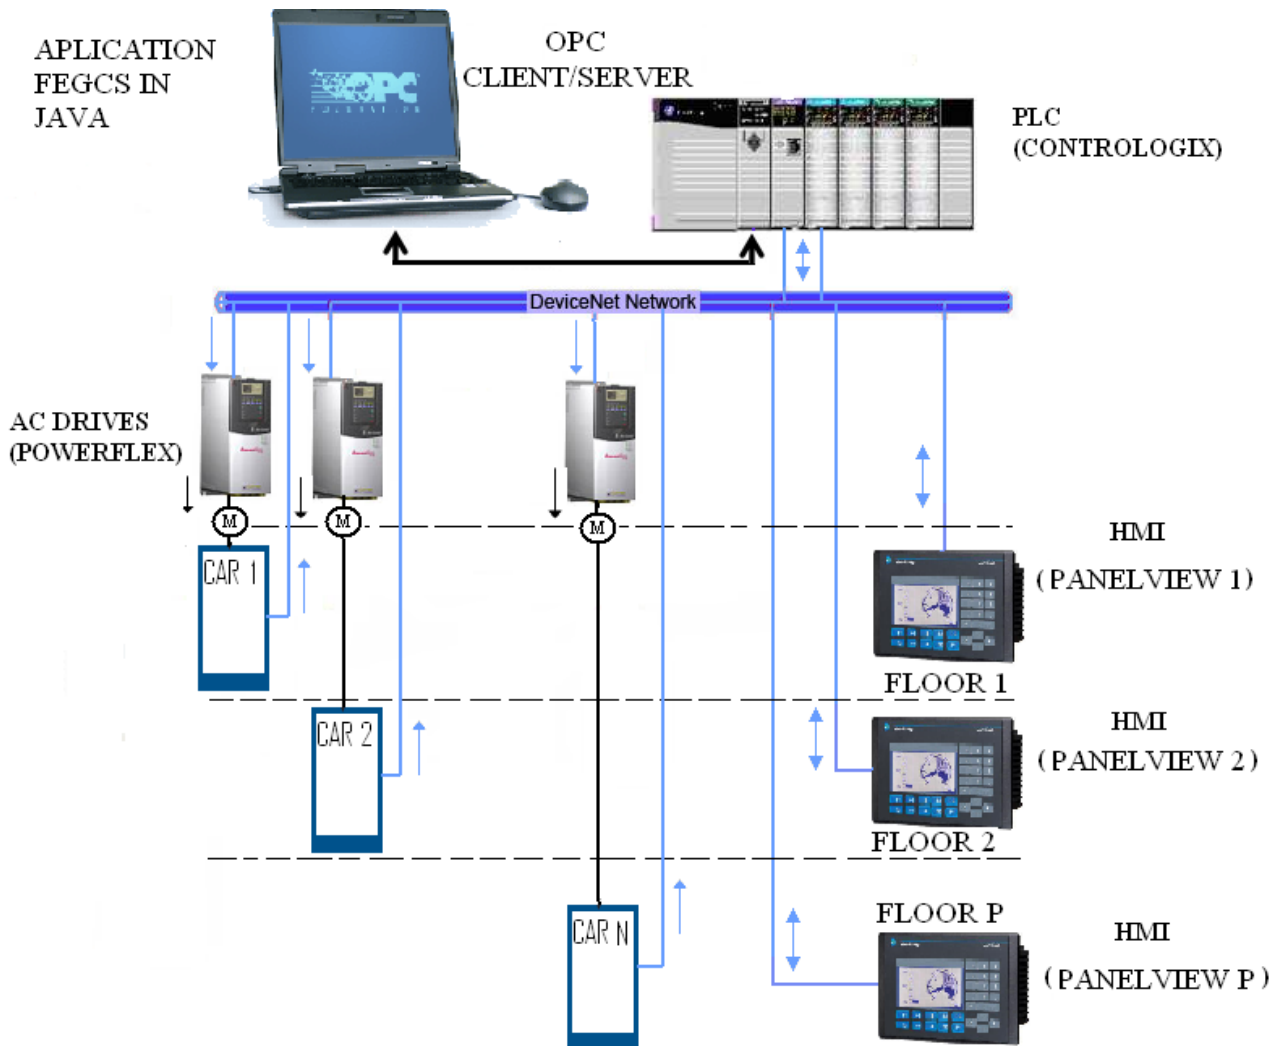 APLICATION
FEGCS IN
JAVA
OPC
CLIENT/SERVER
OPC
PLC
(CONTROLOGIX)
DeviceNet Network
AC DRIVES
(POWERFLEX)
M
M
M
CAR 1
CAR 2
CAR N
HMI
(PANELVIEW 1)
FLOOR 1
HMI
(PANELVIEW 2)
FLOOR 2
FLOOR P
HMI
(PANELVIEW P)